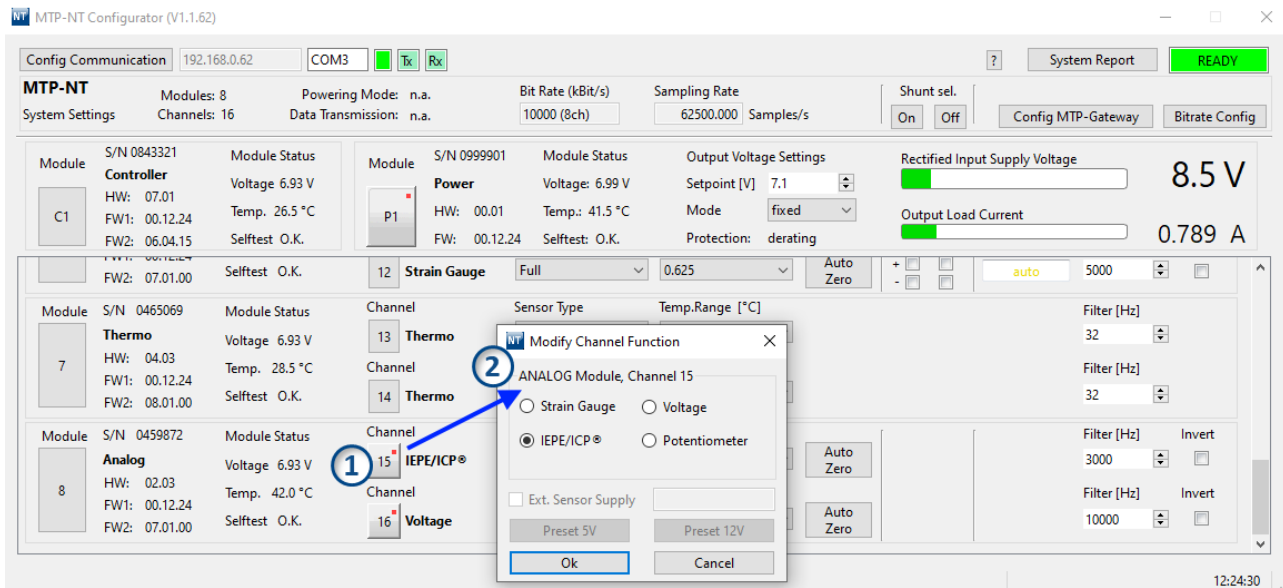 NT MTP-NT Configurator (V1.1.62)
Config Communication 192.168.0.62 COM3 Tx Rx ? System Report READY
MTP-NT Modules: 8 Powering Mode: n.a. Bit Rate (kBit/s) Sampling Rate Shunt sel.
System Settings Channels: 16 Data Transmission: n.a. 10000 (8ch) 62500.000 Samples/s On Off Config MTP-Gateway Bitrate Config
Module S/N 0843321 Module Status Module S/N 0999901 Module Status Output Voltage Settings Rectified Input Supply Voltage
Controller Voltage 6.93 V Power Voltage: 6.99 V Setpoint [V] 7.1 8.5 V
HW: 07.01
C1 FW1: 00.12.24 Temp. 26.5 °C P1 HW: 00.01 Temp.: 41.5 °C Mode fixed Output Load Current
FW2: 06.04.15 Selftest O.K. FW: 00.12.24 Selftest: O.K. Protection: derating 0.789 A
FW2: 07.01.00 Selftest O.K. 12 Strain Gauge Full 0.625 Auto Zero + - auto 5000
Module S/N 0465069 Module Status Channel Sensor Type Temp.Range [°C] Filter [Hz]
Thermo Voltage 6.93 V 13 Thermo 32
HW: 04.03
7 FW1: 00.12.24 Temp. 28.5 °C Channel Filter [Hz]
FW2: 08.01.00 Selftest O.K. 14 Thermo 32
Module S/N 0459872 Module Status Channel Filter [Hz] Invert
Analog Voltage 6.93 V 15 IEPE/ICP® Auto Zero 3000
HW: 02.03
8 FW1: 00.12.24 Temp. 42.0 °C Channel Filter [Hz] Invert
FW2: 07.01.00 Selftest O.K. 16 Voltage Auto Zero 10000
1
2
NT Modify Channel Function
ANALOG Module, Channel 15
Strain Gauge Voltage
IEPE/ICP® Potentiometer
Ext. Sensor Supply
Preset 5V Preset 12V
Ok Cancel
12:24:30